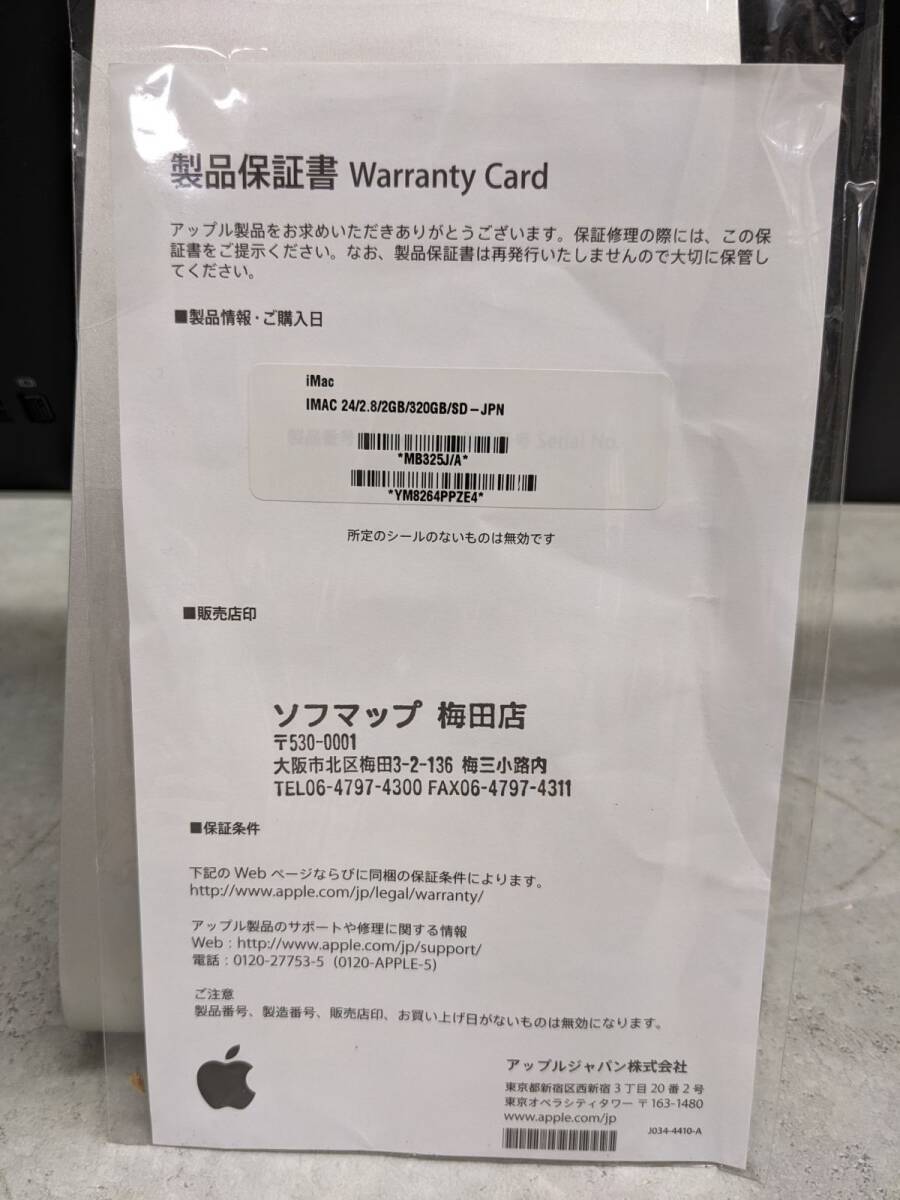 製品保証書 Warranty Card
アップル製品をお求めいただきありがとうございます。保証修理の際には、この保
証書をご提示ください。なお、製品保証書は再発行いたしませんので大切に保管し
てください。
■製品情報・ご購入日
iMac
IMAC 24/2.8/2GB/320GB/SD-JPN
製品番号 号 Serial No.
*MB325J/A*
*YM8264PPZE4*
所定のシールのないものは無効です
■販売店印
ソフマップ 梅田店
〒530-0001
大阪市北区梅田3-2-136 梅三小路内
TEL06-4797-4300 FAX06-4797-4311
■保証条件
下記の Web ページならびに同梱の保証条件によります。
http://www.apple.com/jp/legal/warranty/
アップル製品のサポートや修理に関する情報
Web : http://www.apple.com/jp/support/
電話 : 0120-27753-5 (0120-APPLE-5)
ご注意
製品番号、製造番号、販売店印、お買い上げ日がないものは無効になります。
アップルジャパン株式会社
東京都新宿区西新宿 3 丁目 20 番 2 号
東京オペラシティタワー 〒163-1480
www.apple.com/jp
J034-4410-A